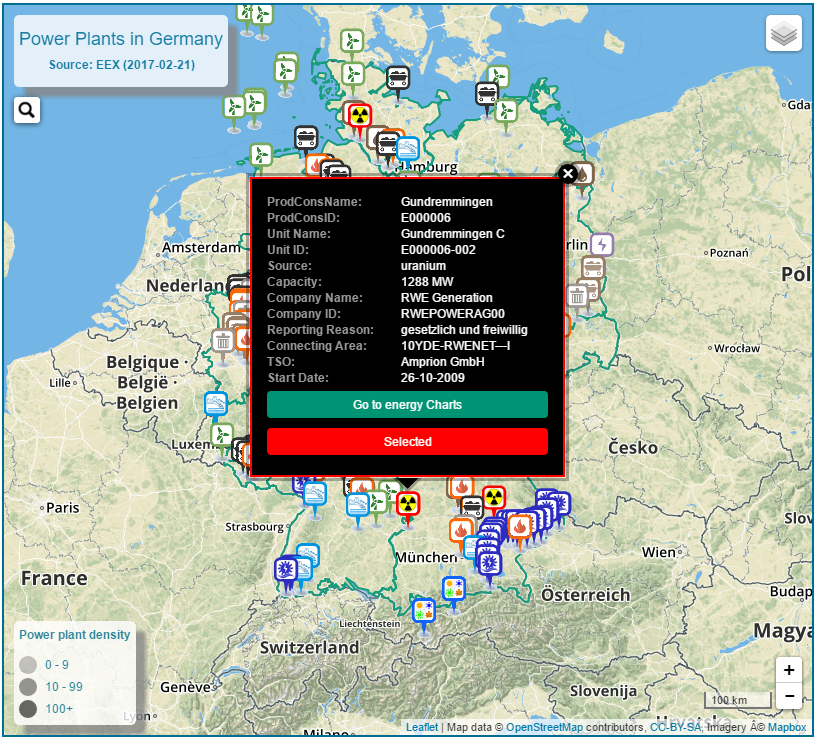 Power Plants in Germany
Source: EEX (2017-02-21)
Gda
Hamburg
ProdConsName: Gundremmingen
ProdConsID: E000006
Unit Name: Gundremmingen C
Unit ID: E000006-002
Source: uranium
Capacity: 1288 MW
Company Name: RWE Generation
Company ID: RWEPOWERAG00
Reporting Reason: gesetzlich und freiwillig
Connecting Area: 10YDE-RWENET---I
TSO: Amprion GmbH
Start Date: 26-10-2009
Go to energy Charts
Selected
Amsterdam
rlin
Poznań
Nederlan
Pol
Wrocław
Belgique ·
België ·
Belgien
Lille
Luxem
Česko
Paris
Strasbourg
Slov
München
Wien
France
Österreich
Budap
Liechtenstein
Magya
Switzerland
Power plant density
0 - 9
10 - 99
100+
Genève
Slovenija
+
−
100 km
Lyon
Hrvatska
Milano
Leaflet | Map data © OpenStreetMap contributors, CC-BY-SA, Imagery Â© Mapbox